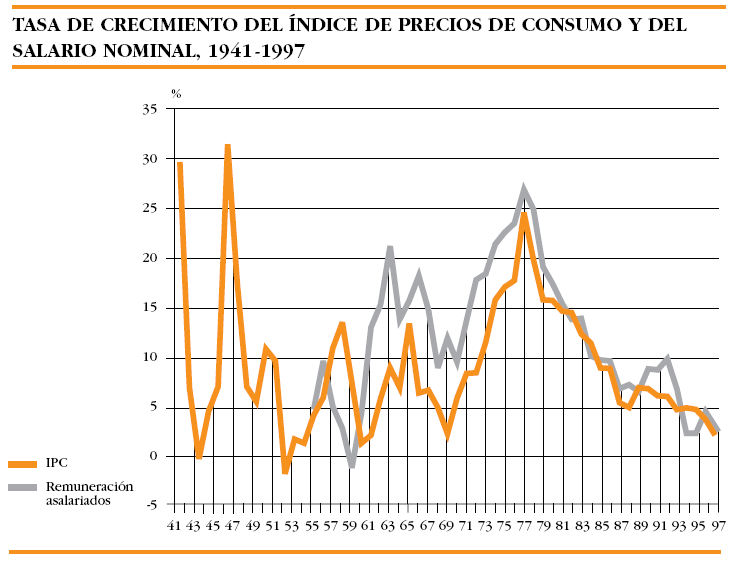 TASA DE CRECIMIENTO DEL ÍNDICE DE PRECIOS DE CONSUMO Y DEL
SALARIO NOMINAL, 1941-1997
%
35
30
25
20
15
10
5
0
-5
IPC
Remuneración
asalariados
41 43 45 47 49 51 53 55 57 59 61 63 65 67 69 71 73 75 77 79 81 83 85 87 89 91 93 95 97